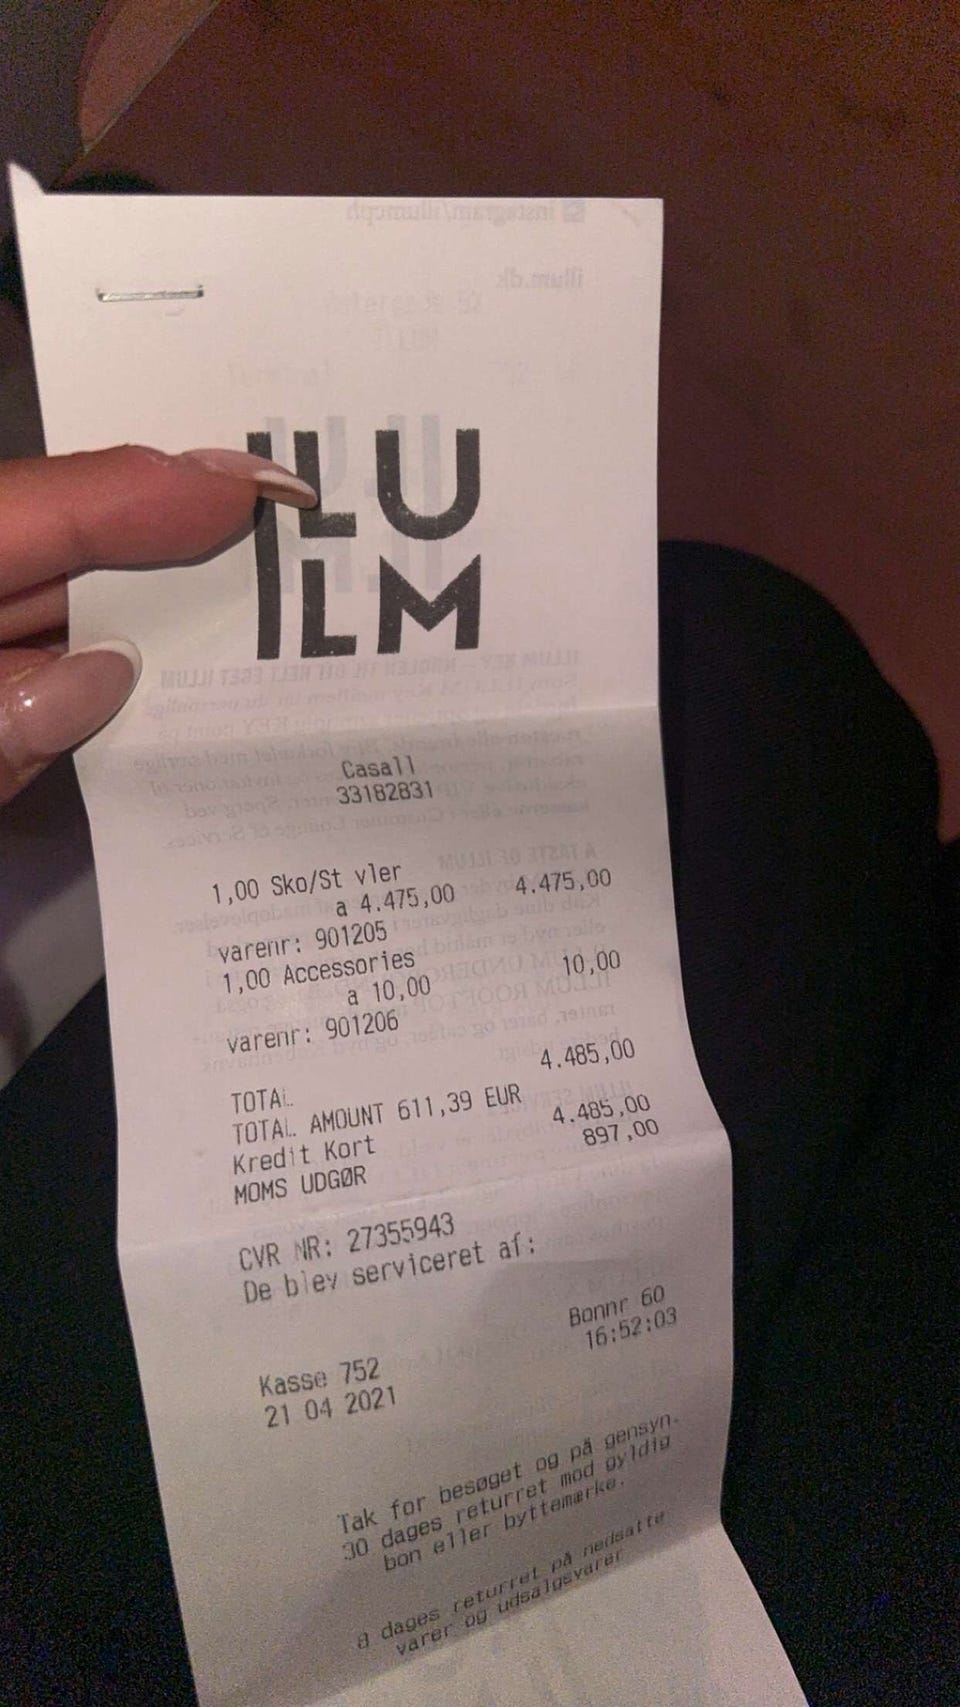 ILU
ILM
Casall
33182831
1,00 Sko/St vler 4.475,00
a 4.475,00
varenr: 901205
1,00 Accessories 10,00
a 10,00
varenr: 901206
TOTAL 4.485,00
TOTAL AMOUNT 611,39 EUR
Kredit Kort 4.485,00
MOMS UDGØR 897,00
CVR NR: 27355943
De blev serviceret af:
Bonnr 60
Kasse 752 16:52:03
21 04 2021
Tak for besøget og på gensyn.
30 dages returret mod gyldig
bon eller byttemærke.
8 dages returret på nedsatte
varer og udsalgsvarer